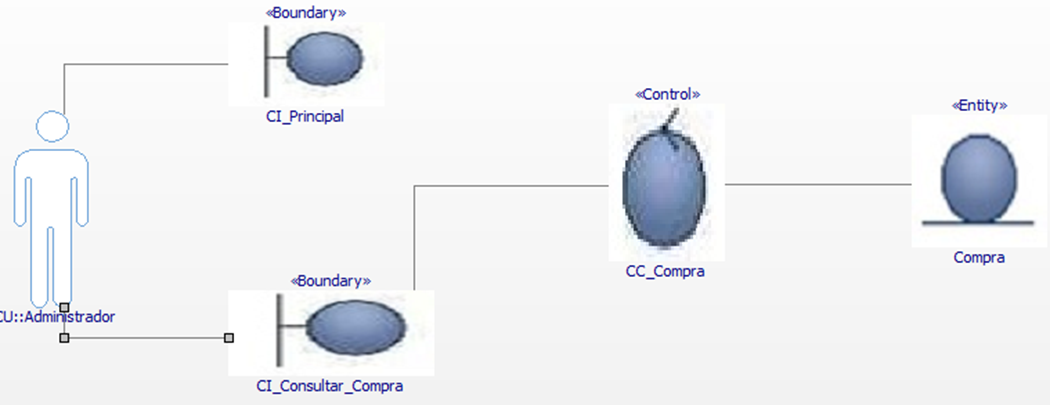 «Boundary»
CI_Principal
«Control»
CC_Compra
«Entity»
Compra
CU::Administrador
«Boundary»
CI_Consultar_Compra